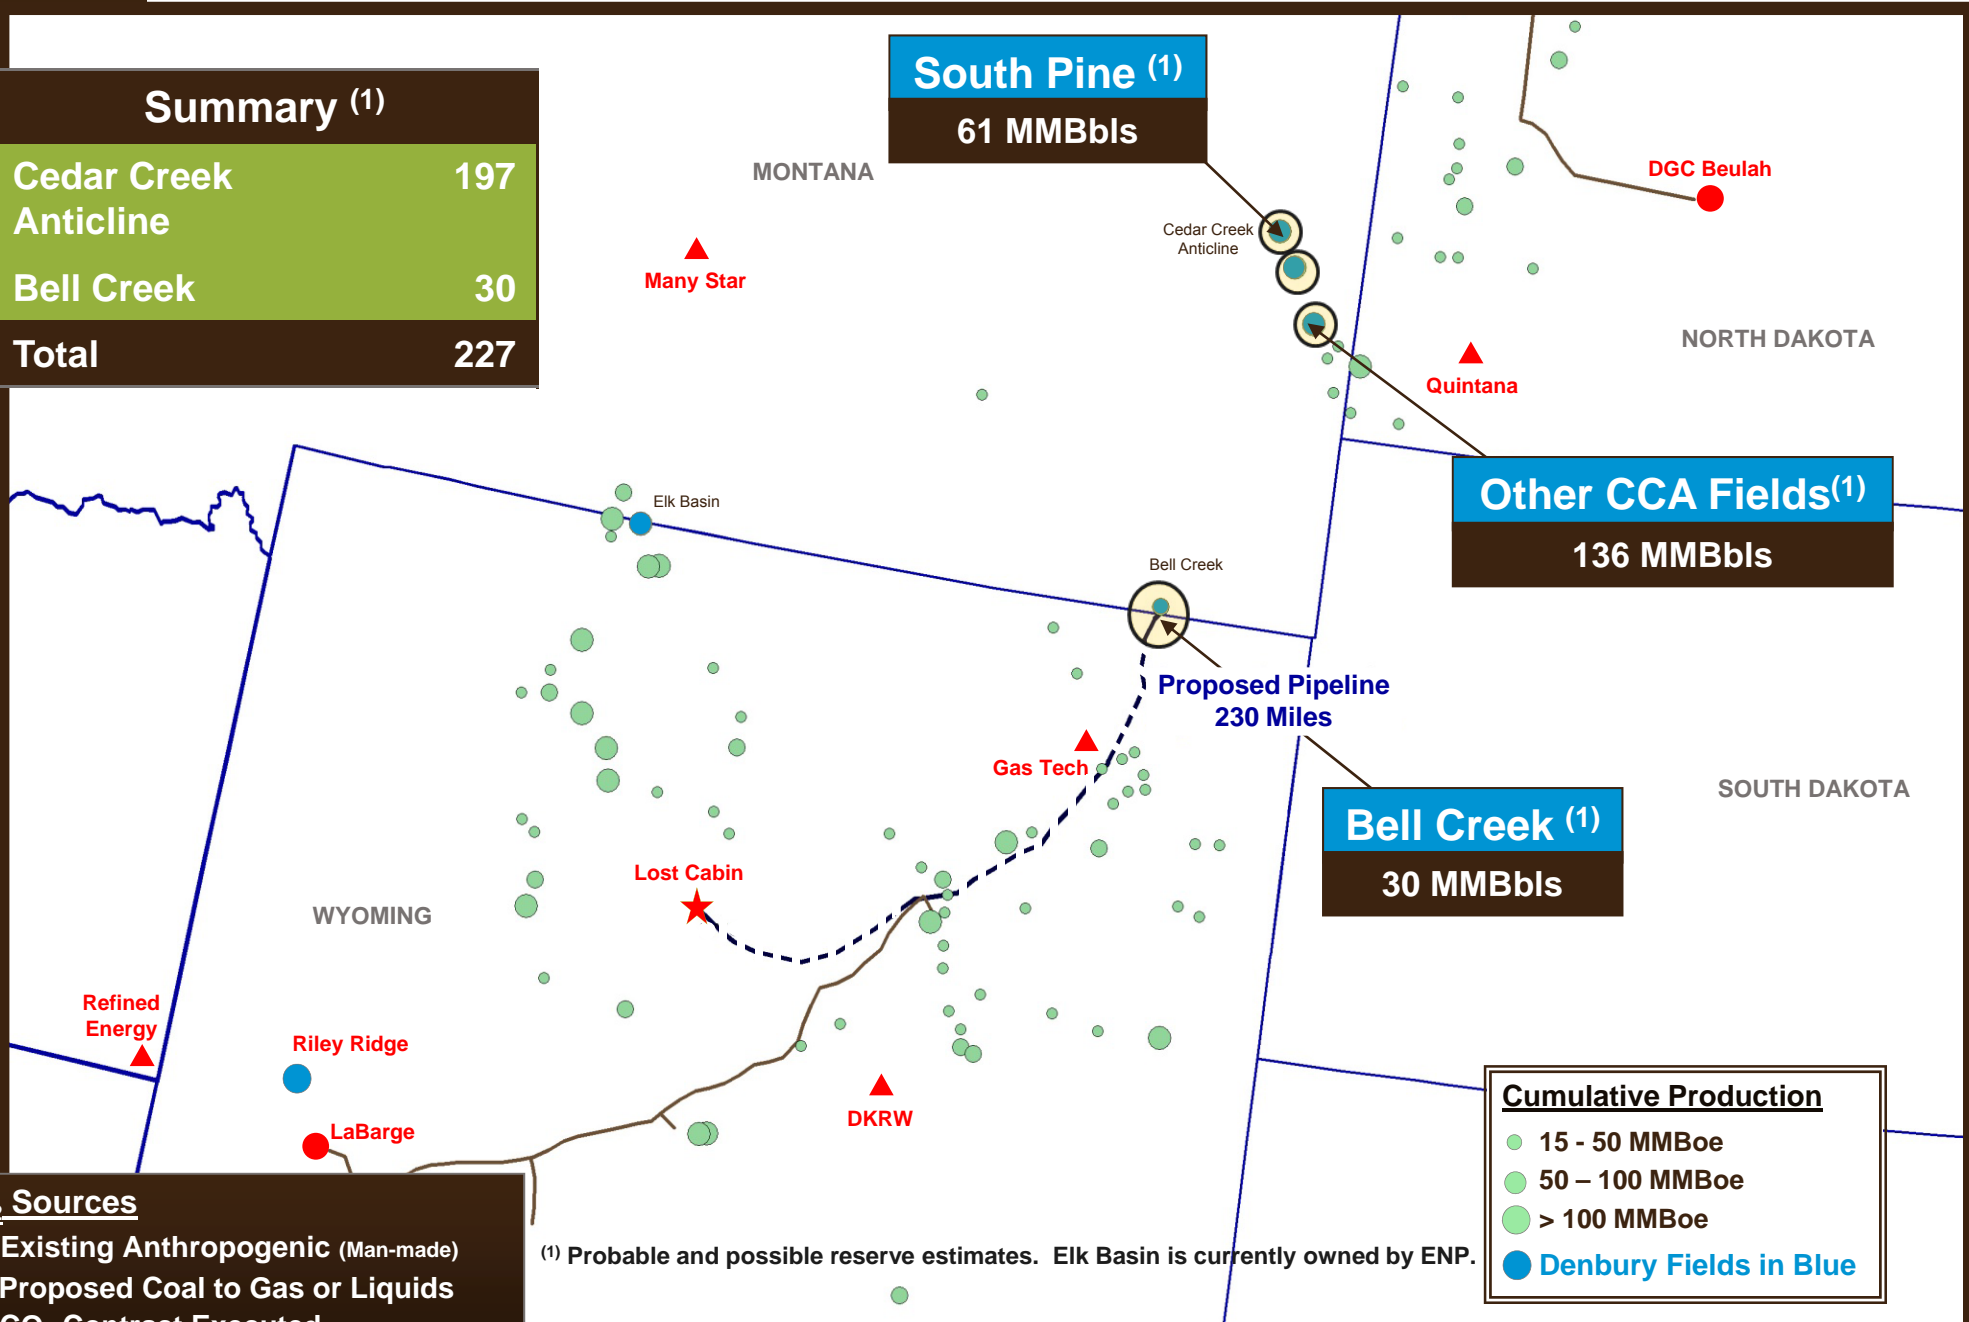 Summary (1)
Cedar Creek Anticline 197
Bell Creek 30
Total 227
South Pine (1)
61 MMBbls
MONTANA
DGC Beulah
Cedar Creek
Anticline
Many Star
NORTH DAKOTA
Quintana
Other CCA Fields(1)
136 MMBbls
Elk Basin
Bell Creek
Proposed Pipeline
230 Miles
Gas Tech
SOUTH DAKOTA
Bell Creek (1)
30 MMBbls
Lost Cabin
WYOMING
Refined
Energy
Riley Ridge
LaBarge
DKRW
Cumulative Production
15 - 50 MMBoe
50 – 100 MMBoe
> 100 MMBoe
Denbury Fields in Blue
Sources
Existing Anthropogenic (Man-made)
Proposed Coal to Gas or Liquids
Contract Executed
(1) Probable and possible reserve estimates. Elk Basin is currently owned by ENP.